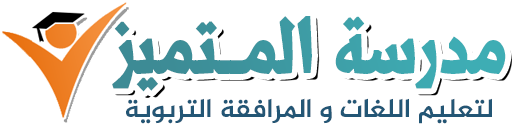 مدرسة المتميز
لتعليم اللغات و المرافقة التربوية